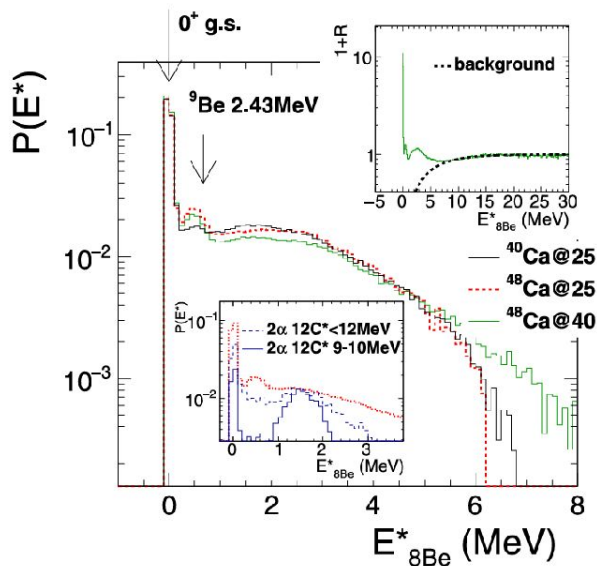 0⁺ g.s.
⁹Be 2.43MeV
P(E*)
10⁻¹
10⁻²
10⁻³
0 2 4 6 8
E*₈Be (MeV)
1+R
10
1
background
-5 0 5 10 15 20 25 30
E*₈Be (MeV)
⁴⁰Ca@25
⁴⁸Ca@25
⁴⁸Ca@40
P(E*)
10⁻¹
10⁻²
2α 12C*<12MeV
2α 12C* 9-10MeV
0 1 2 3
E*₈Be (MeV)